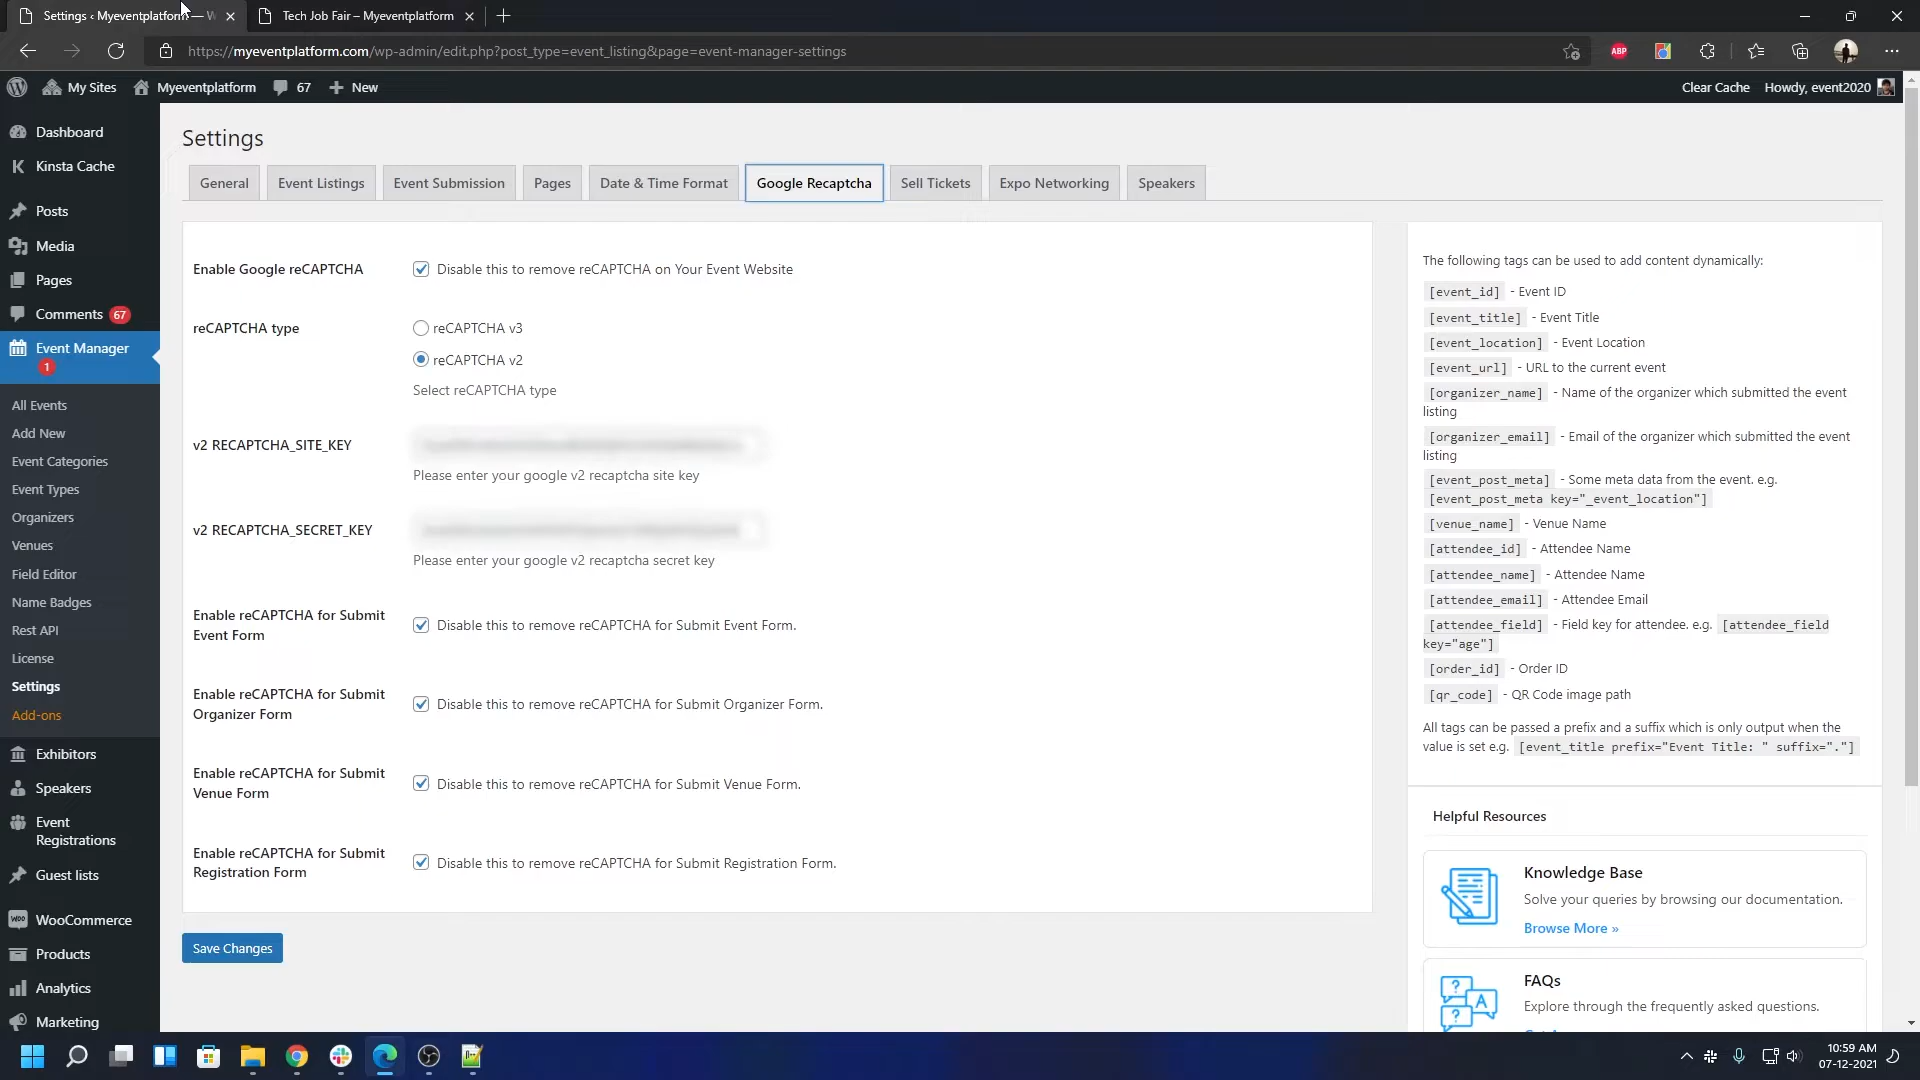 Settings ‹ Myeventplatform — W
Tech Job Fair – Myeventplatform
https://myeventplatform.com/wp-admin/edit.php?post_type=event_listing&page=event-manager-settings
ABP
My Sites
Myeventplatform
67
New
Clear Cache
Howdy, event2020
Dashboard
Kinsta Cache
Posts
Media
Pages
Comments 67
Event Manager
1
All Events
Add New
Event Categories
Event Types
Organizers
Venues
Field Editor
Name Badges
Rest API
License
Settings
Add-ons
Exhibitors
Speakers
Event
Registrations
Guest lists
WooCommerce
Products
Analytics
Marketing
Settings
General
Event Listings
Event Submission
Pages
Date & Time Format
Google Recaptcha
Sell Tickets
Expo Networking
Speakers
Enable Google reCAPTCHA
Disable this to remove reCAPTCHA on Your Event Website
reCAPTCHA type
reCAPTCHA v3
reCAPTCHA v2
Select reCAPTCHA type
v2 RECAPTCHA_SITE_KEY
Please enter your google v2 recaptcha site key
v2 RECAPTCHA_SECRET_KEY
Please enter your google v2 recaptcha secret key
Enable reCAPTCHA for Submit
Event Form
Disable this to remove reCAPTCHA for Submit Event Form.
Enable reCAPTCHA for Submit
Organizer Form
Disable this to remove reCAPTCHA for Submit Organizer Form.
Enable reCAPTCHA for Submit
Venue Form
Disable this to remove reCAPTCHA for Submit Venue Form.
Enable reCAPTCHA for Submit
Registration Form
Disable this to remove reCAPTCHA for Submit Registration Form.
Save Changes
The following tags can be used to add content dynamically:
[event_id] - Event ID
[event_title] - Event Title
[event_location] - Event Location
[event_url] - URL to the current event
[organizer_name] - Name of the organizer which submitted the event
listing
[organizer_email] - Email of the organizer which submitted the event
listing
[event_post_meta] - Some meta data from the event. e.g.
[event_post_meta key="_event_location"]
[venue_name] - Venue Name
[attendee_id] - Attendee Name
[attendee_name] - Attendee Name
[attendee_email] - Attendee Email
[attendee_field] - Field key for attendee. e.g. [attendee_field
key="age"]
[order_id] - Order ID
[qr_code] - QR Code image path
All tags can be passed a prefix and a suffix which is only output when the
value is set e.g. [event_title prefix="Event Title: " suffix="."]
Helpful Resources
Knowledge Base
Solve your queries by browsing our documentation.
Browse More »
FAQs
Explore through the frequently asked questions.
10:59 AM
07-12-2021